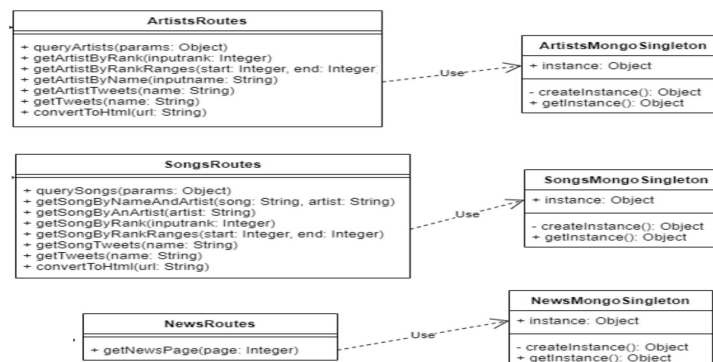 ArtistsRoutes
+ queryArtists(params: Object)
+ getArtistByRank(inputrank: Integer)
+ getArtistByRankRanges(start: Integer, end: Integer
+ getArtistByName(inputname: String)
+ getArtistTweets(name: String)
+ getTweets(name: String)
+ convertToHtml(url: String)
Use
ArtistsMongoSingleton
+ instance: Object
- createInstance(): Object
+ getInstance(): Object
SongsRoutes
+ querySongs(params: Object)
+ getSongByNameAndArtist(song: String, artist: String)
+ getSongByAnArtist(artist: String)
+ getSongByRank(inputrank: Integer)
+ getSongByRankRanges(start: Integer, end: Integer)
+ getSongTweets(name: String)
+ getTweets(name: String)
+ convertToHtml(url: String)
Use
SongsMongoSingleton
+ instance: Object
- createInstance(): Object
+ getInstance(): Object
NewsRoutes
+ getNewsPage(page: Integer)
Use
NewsMongoSingleton
+ instance: Object
- createInstance(): Object
+ getInstance(): Object